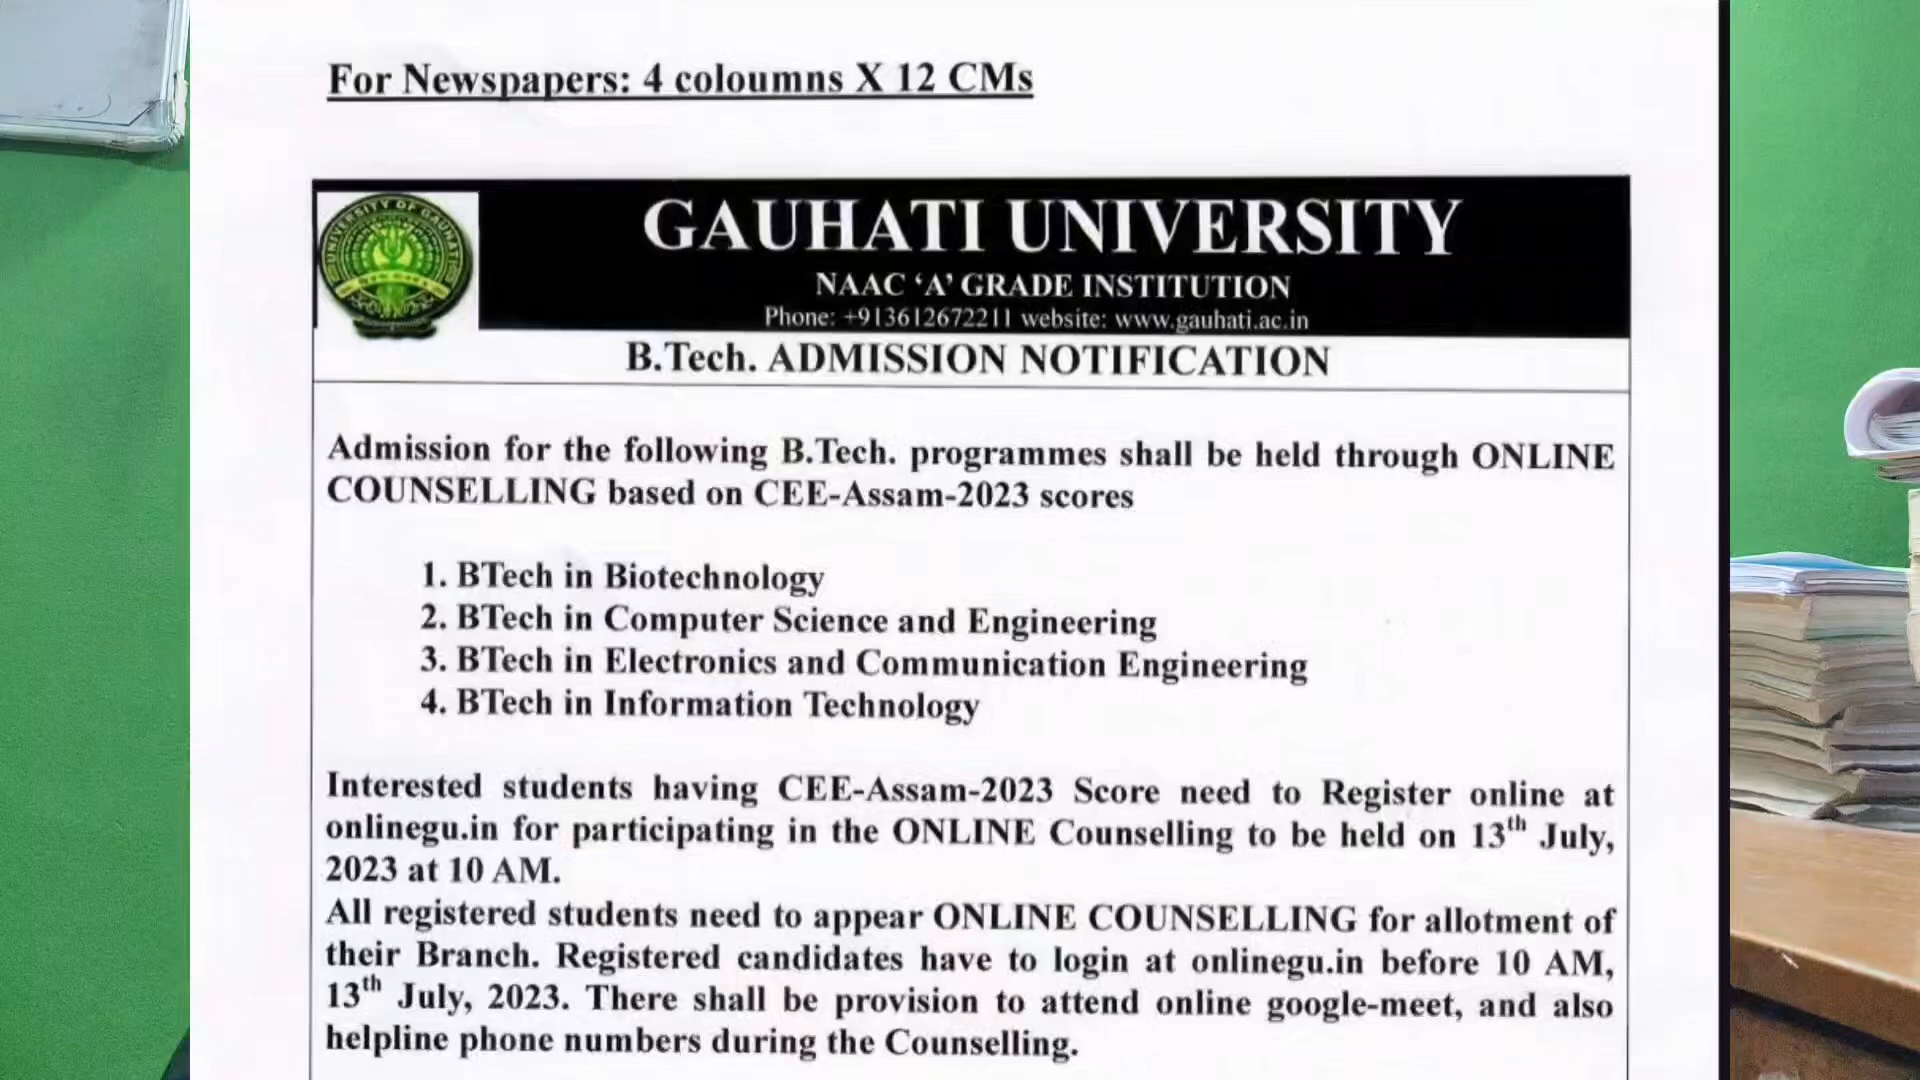 For Newspapers: 4 coloumns X 12 CMs
UNIVERSITY OF GAUHATI
GAUHATI UNIVERSITY
NAAC ‘A’ GRADE INSTITUTION
Phone: +913612672211 website: www.gauhati.ac.in
B.Tech. ADMISSION NOTIFICATION
Admission for the following B.Tech. programmes shall be held through ONLINE
COUNSELLING based on CEE-Assam-2023 scores
1. BTech in Biotechnology
2. BTech in Computer Science and Engineering
3. BTech in Electronics and Communication Engineering
4. BTech in Information Technology
Interested students having CEE-Assam-2023 Score need to Register online at
onlinegu.in for participating in the ONLINE Counselling to be held on 13th July,
2023 at 10 AM.
All registered students need to appear ONLINE COUNSELLING for allotment of
their Branch. Registered candidates have to login at onlinegu.in before 10 AM,
13th July, 2023. There shall be provision to attend online google-meet, and also
helpline phone numbers during the Counselling.